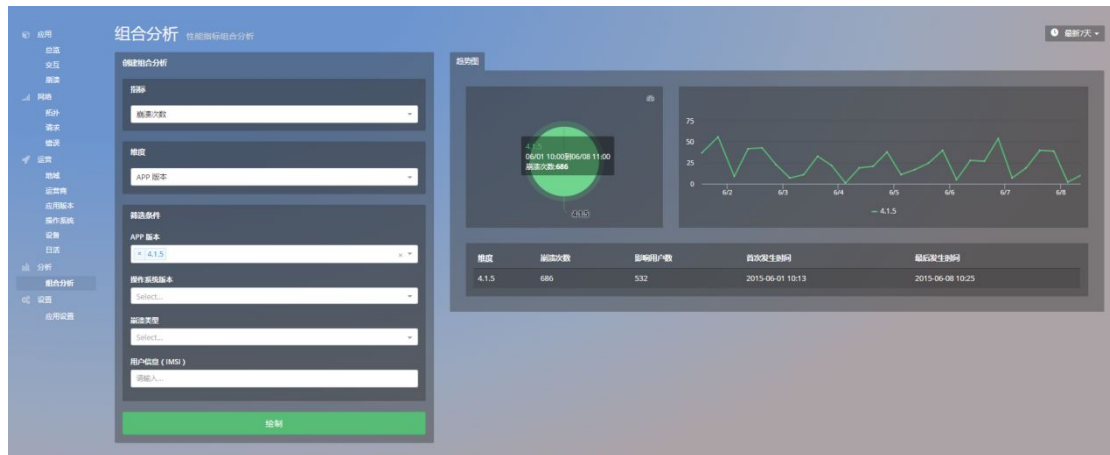 应用
总览
交互
崩溃
网络
拓扑
请求
错误
运营
地域
运营商
应用版本
操作系统
设备
日活
分析
组合分析
设置
应用设置
组合分析 性能指标组合分析
最新7天
创建组合分析
指标
崩溃次数
维度
APP 版本
筛选条件
APP 版本
× 4.1.5 ×
操作系统版本
Select...
崩溃类型
Select...
用户信息 ( IMSI )
请输入...
绘制
趋势图
4.1.5
06/01 10:00到06/08 11:00
崩溃次数:686
4.1.5
75
50
25
0
6/2 6/3 6/4 6/5 6/6 6/7 6/8
4.1.5
维度 崩溃次数 影响用户数 首次发生时间 最后发生时间
4.1.5 686 532 2015-06-01 10:13 2015-06-08 10:25